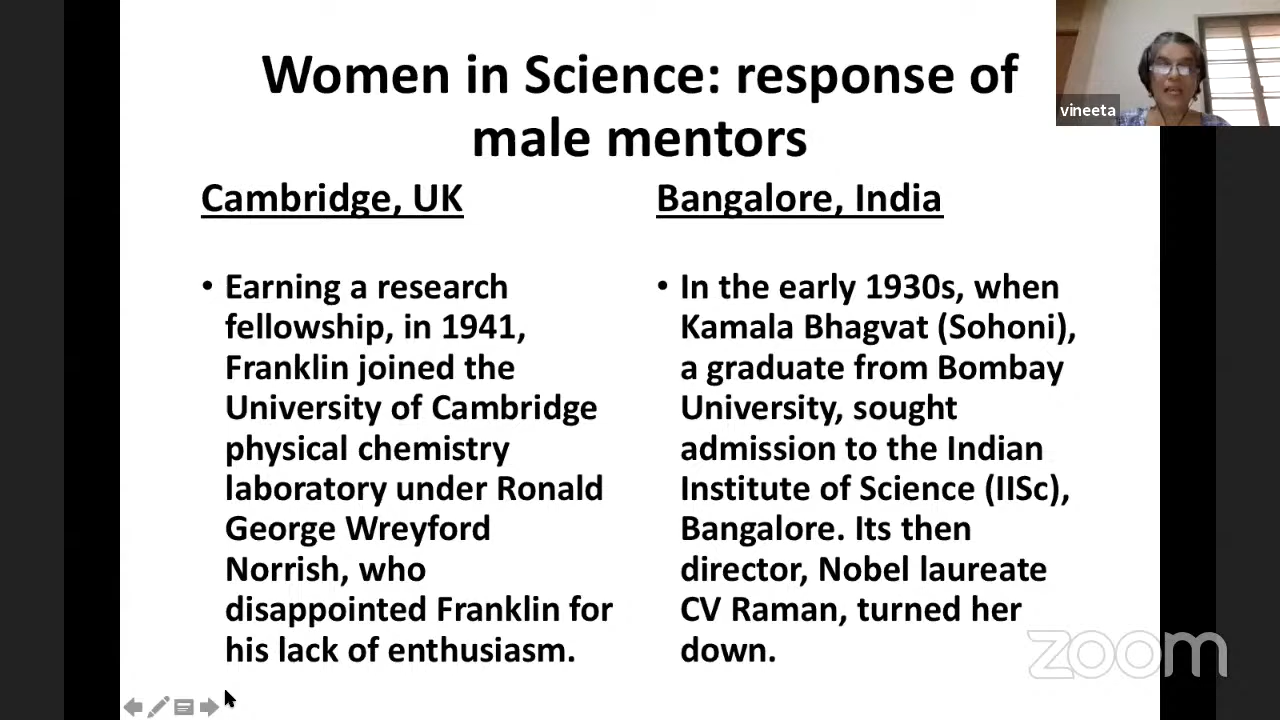 Women in Science: response of
male mentors
vineeta
Cambridge, UK
• Earning a research
fellowship, in 1941,
Franklin joined the
University of Cambridge
physical chemistry
laboratory under Ronald
George Wreyford
Norrish, who
disappointed Franklin for
his lack of enthusiasm.
Bangalore, India
• In the early 1930s, when
Kamala Bhagvat (Sohoni),
a graduate from Bombay
University, sought
admission to the Indian
Institute of Science (IISc),
Bangalore. Its then
director, Nobel laureate
CV Raman, turned her
down.
zoom